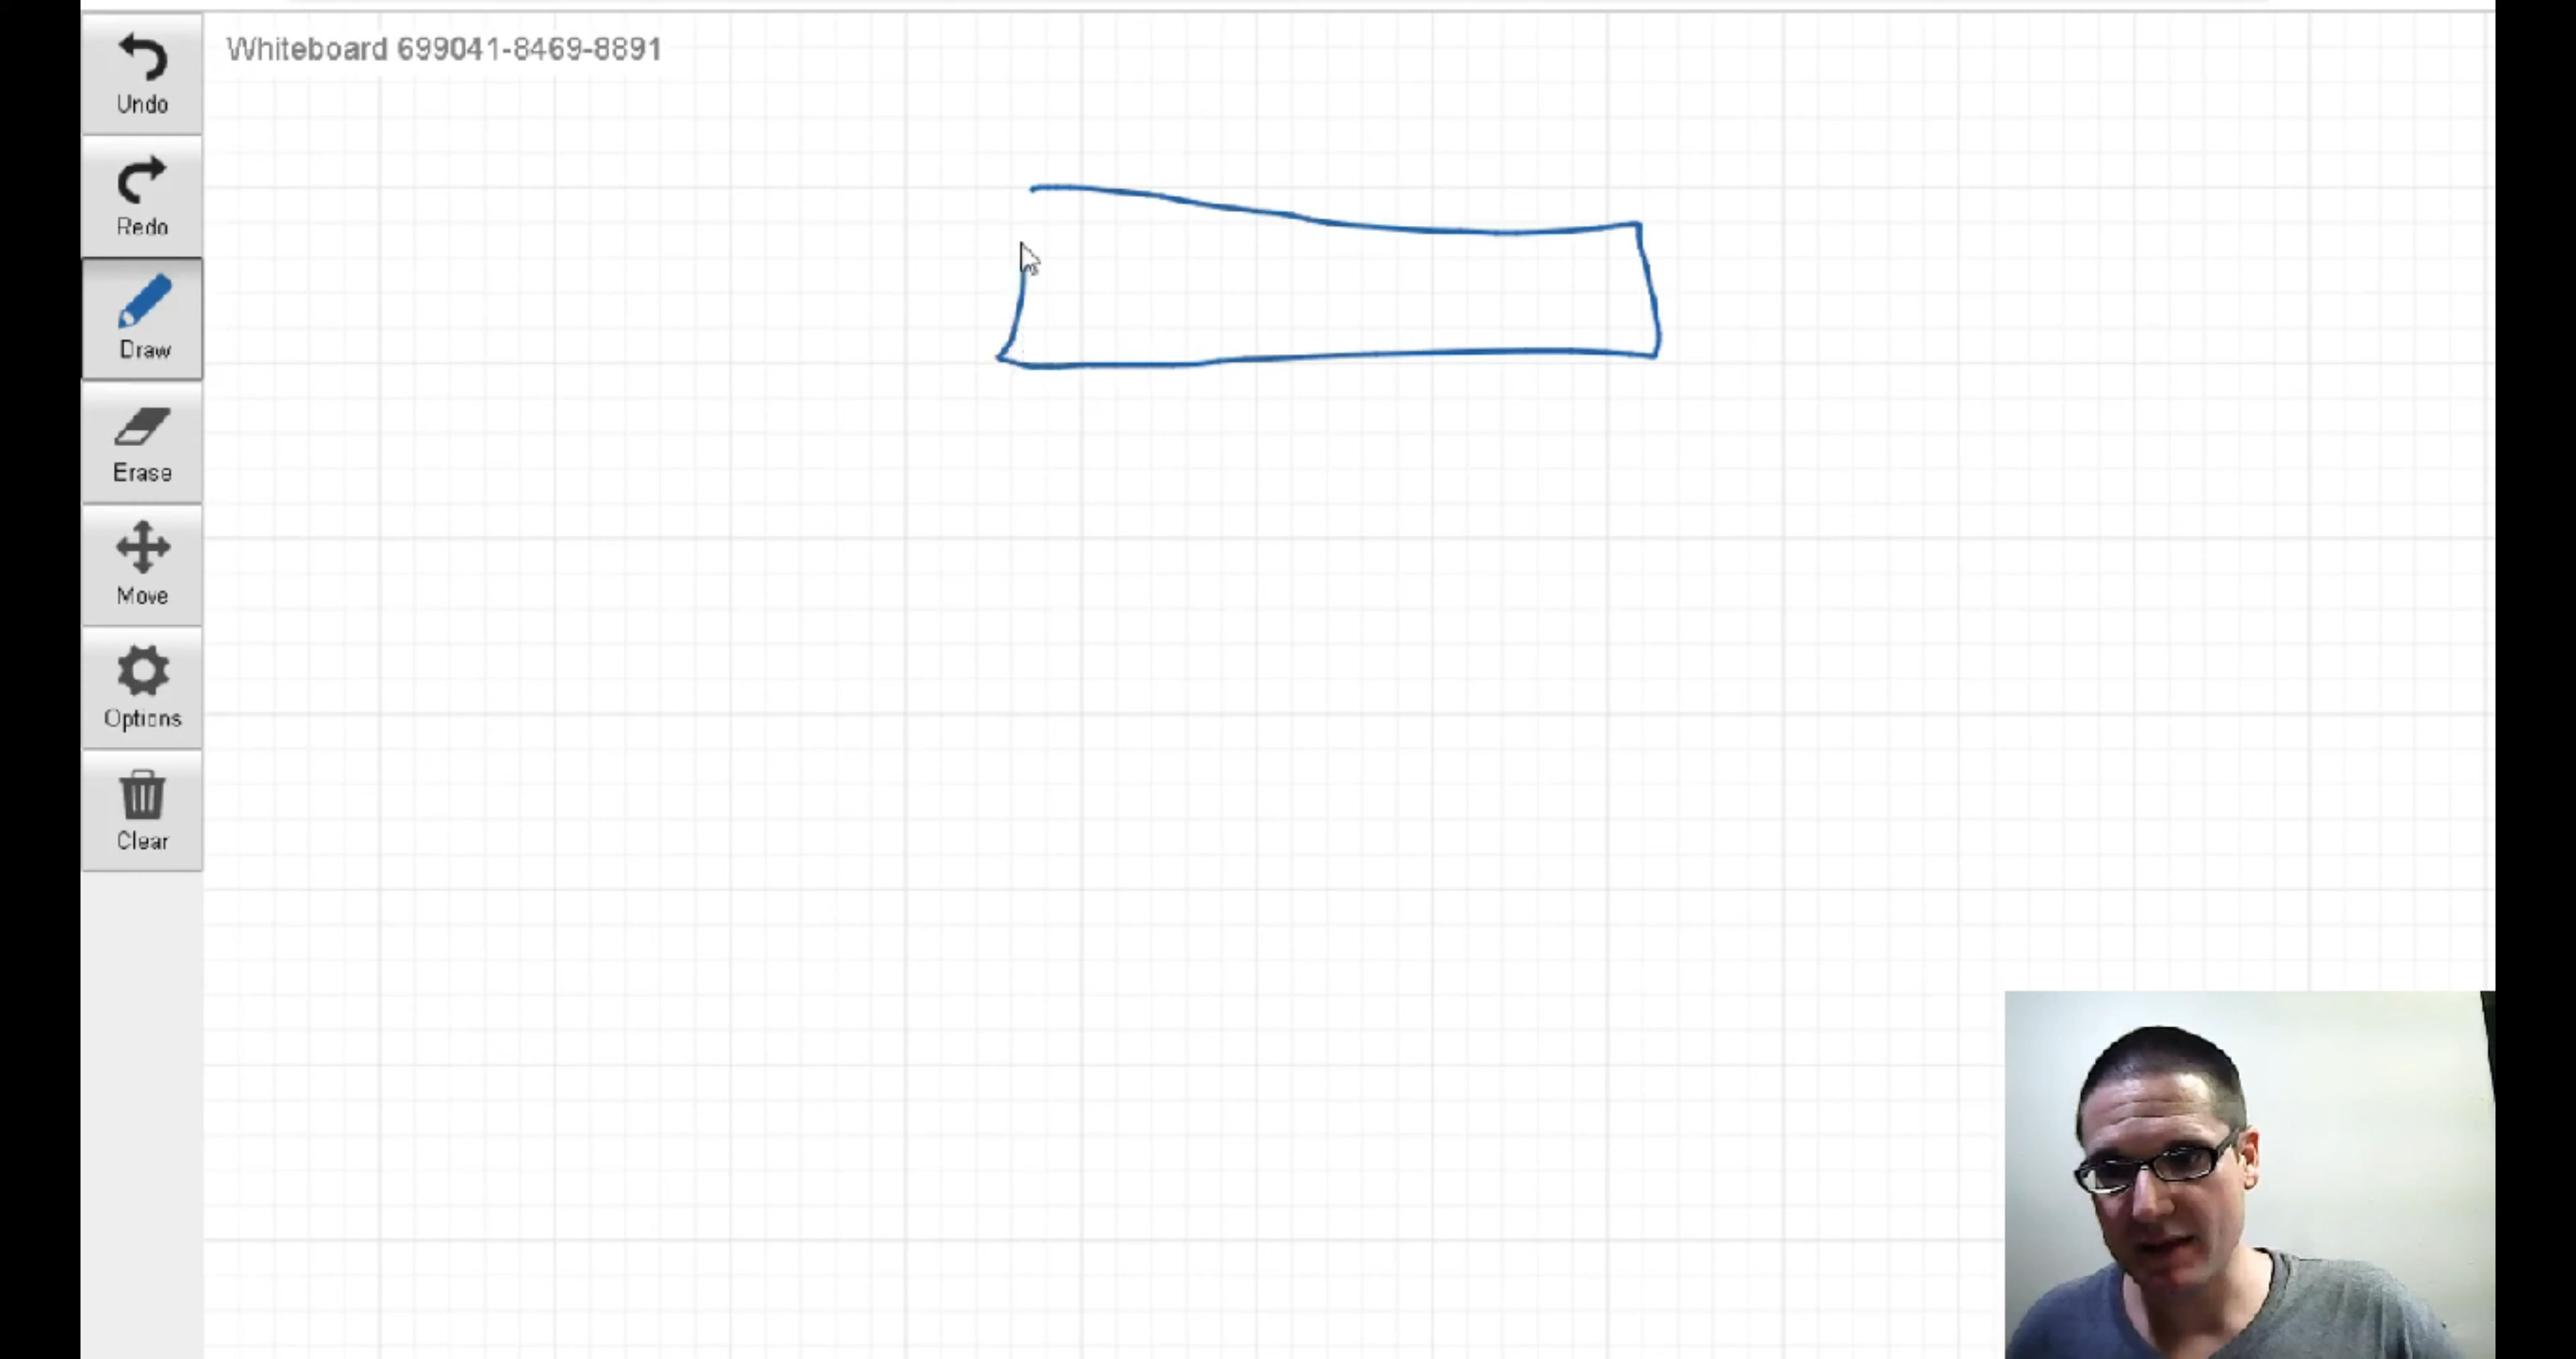 Whiteboard 699041-8469-8891
Undo
Redo
Draw
Erase
Move
Options
Clear